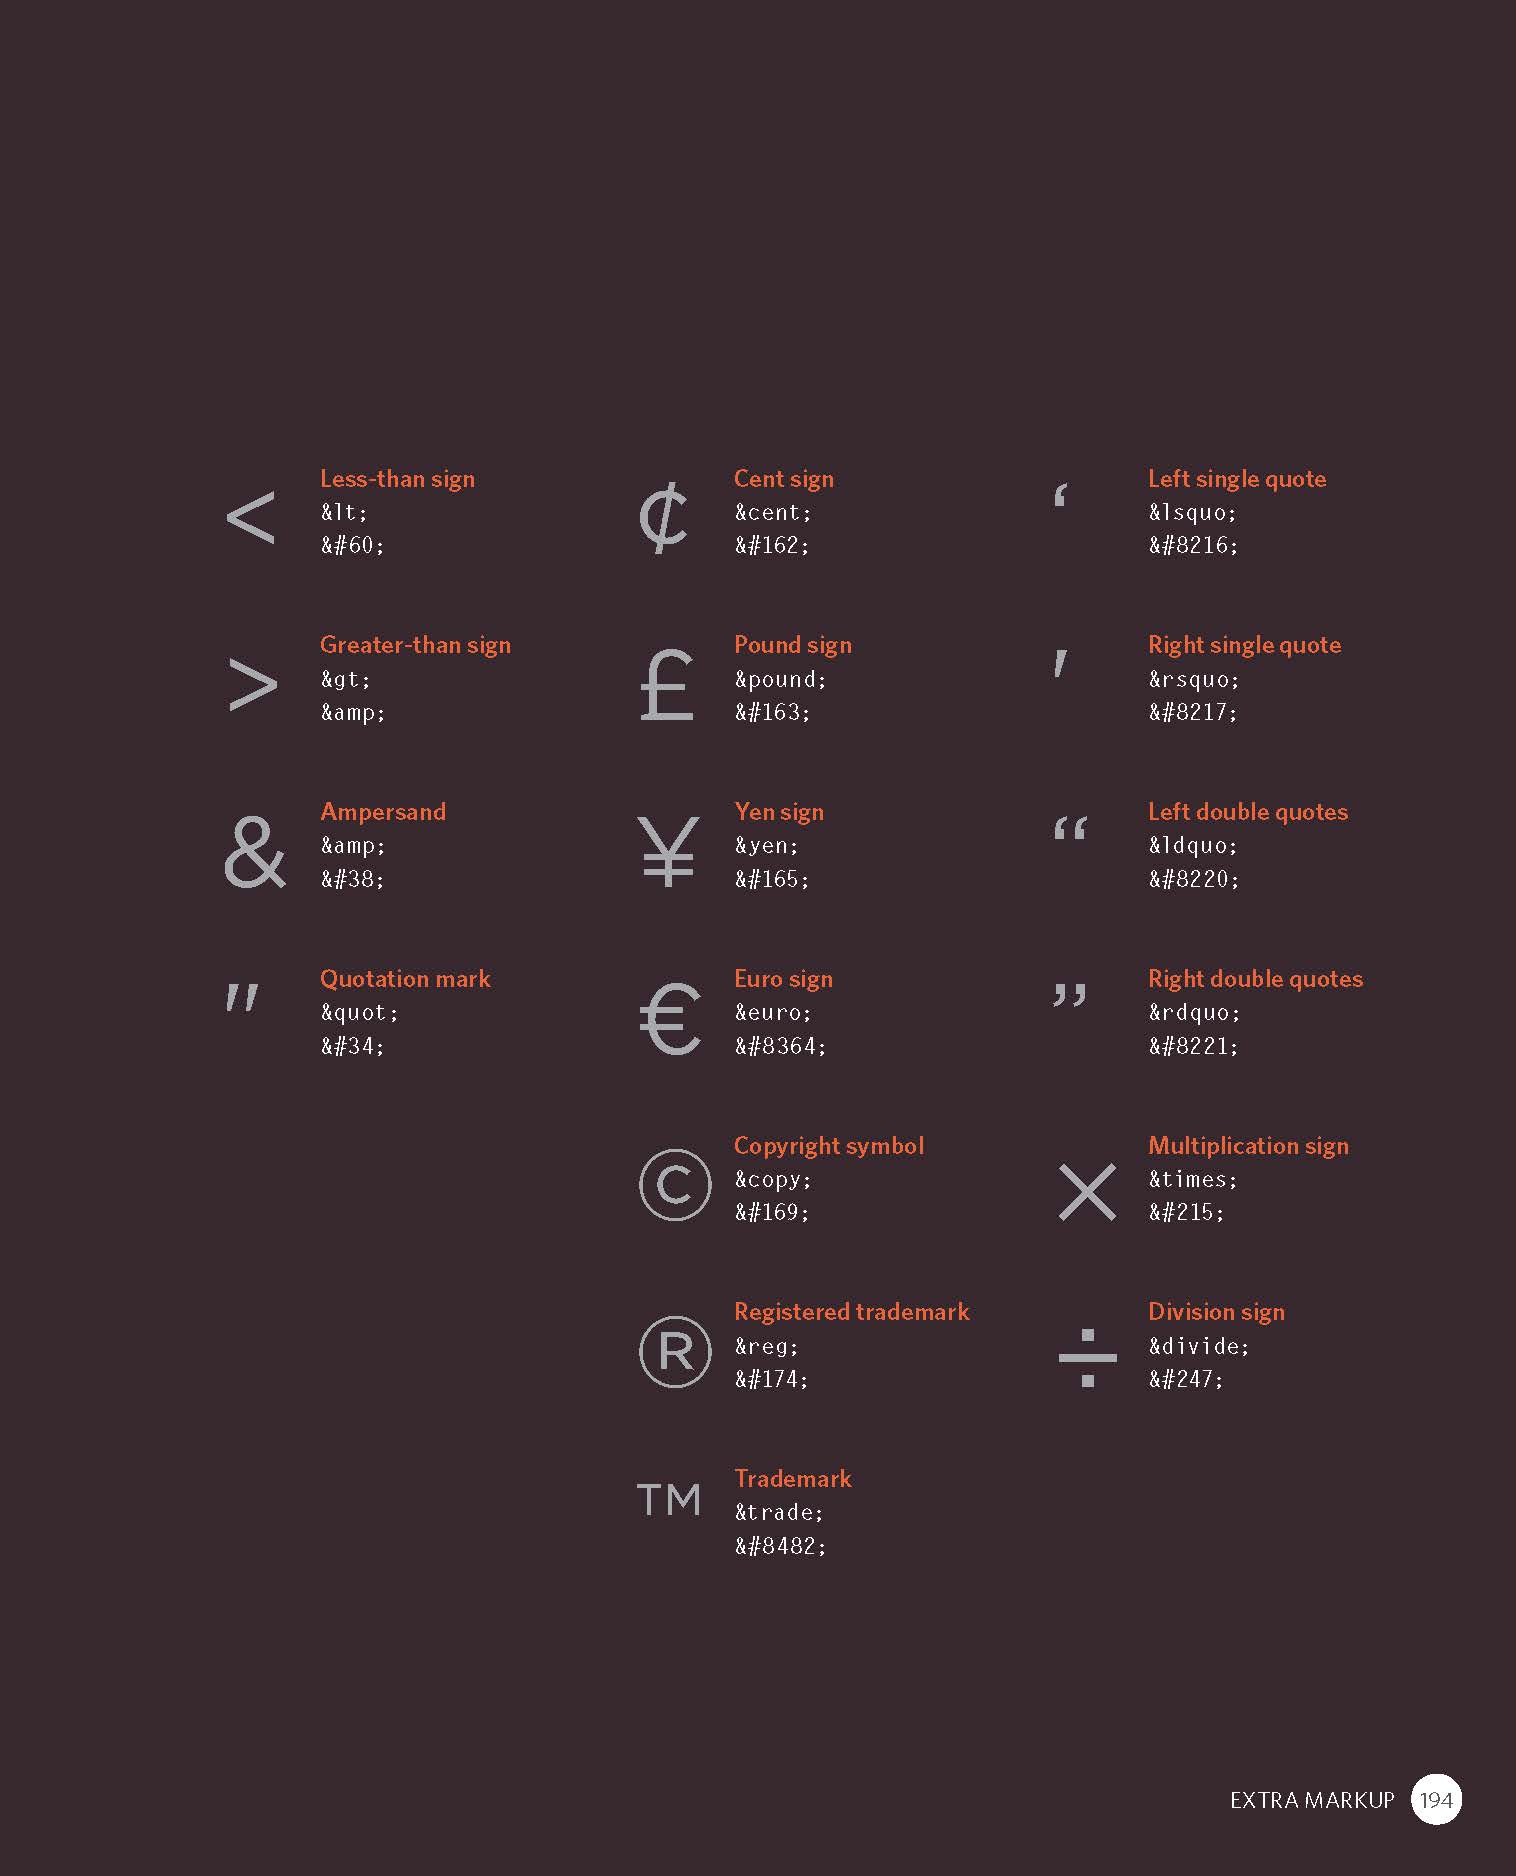 <
Less-than sign
&lt;
&#60;
>
Greater-than sign
&gt;
&amp;
&
Ampersand
&amp;
&#38;
"
Quotation mark
&quot;
&#34;
¢
Cent sign
&cent;
&#162;
£
Pound sign
&pound;
&#163;
¥
Yen sign
&yen;
&#165;
€
Euro sign
&euro;
&#8364;
©
Copyright symbol
&copy;
&#169;
®
Registered trademark
&reg;
&#174;
TM
Trademark
&trade;
&#8482;
‘
Left single quote
&lsquo;
&#8216;
'
Right single quote
&rsquo;
&#8217;
“
Left double quotes
&ldquo;
&#8220;
”
Right double quotes
&rdquo;
&#8221;
×
Multiplication sign
&times;
&#215;
÷
Division sign
&divide;
&#247;
EXTRA MARKUP 194